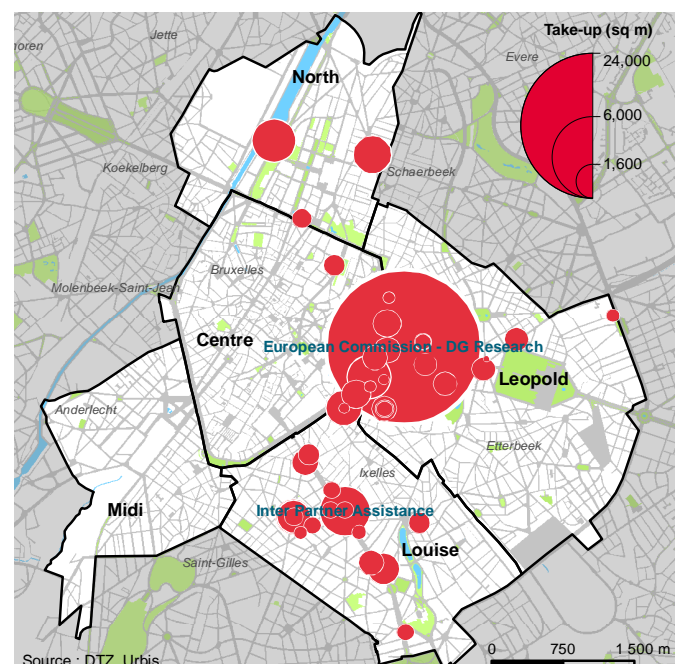 Take-up (sq m)
24,000
6,000
1,600
Jette
Evere
North
Koekelberg
Schaerbeek
Bruxelles
Molenbeek-Saint-Jean
Centre
European Commission - DG Research
Leopold
Anderlecht
Etterbeek
Ixelles
Midi
Inter Partner Assistance
Louise
Saint-Gilles
Source : DTZ, Urbis
0 750 1 500 m